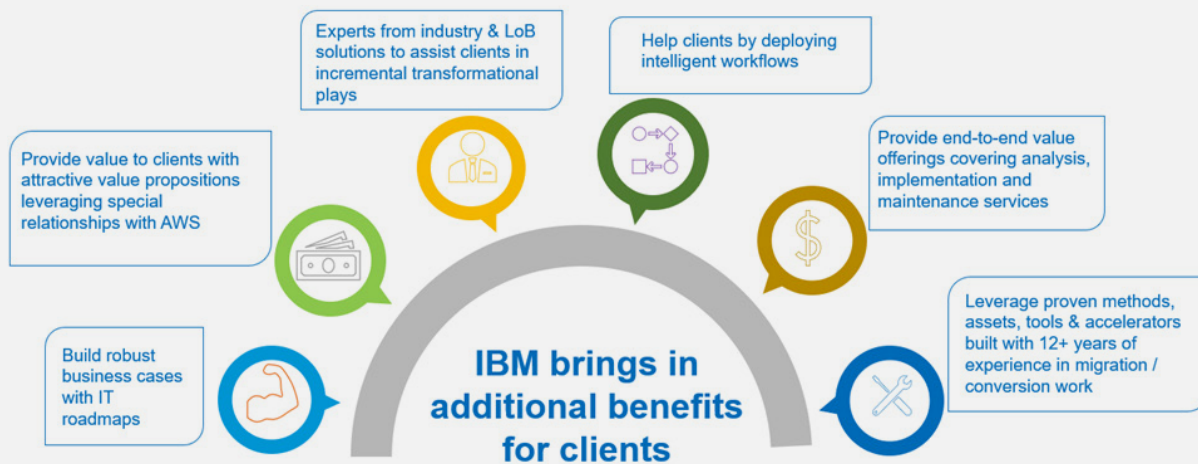 Experts from industry & LoB
solutions to assist clients in
incremental transformational
plays
Help clients by deploying
intelligent workflows
Provide value to clients with
attractive value propositions
leveraging special
relationships with AWS
Provide end-to-end value
offerings covering analysis,
implementation and
maintenance services
Build robust
business cases
with IT
roadmaps
Leverage proven methods,
assets, tools & accelerators
built with 12+ years of
experience in migration /
conversion work
IBM brings in
additional benefits
for clients